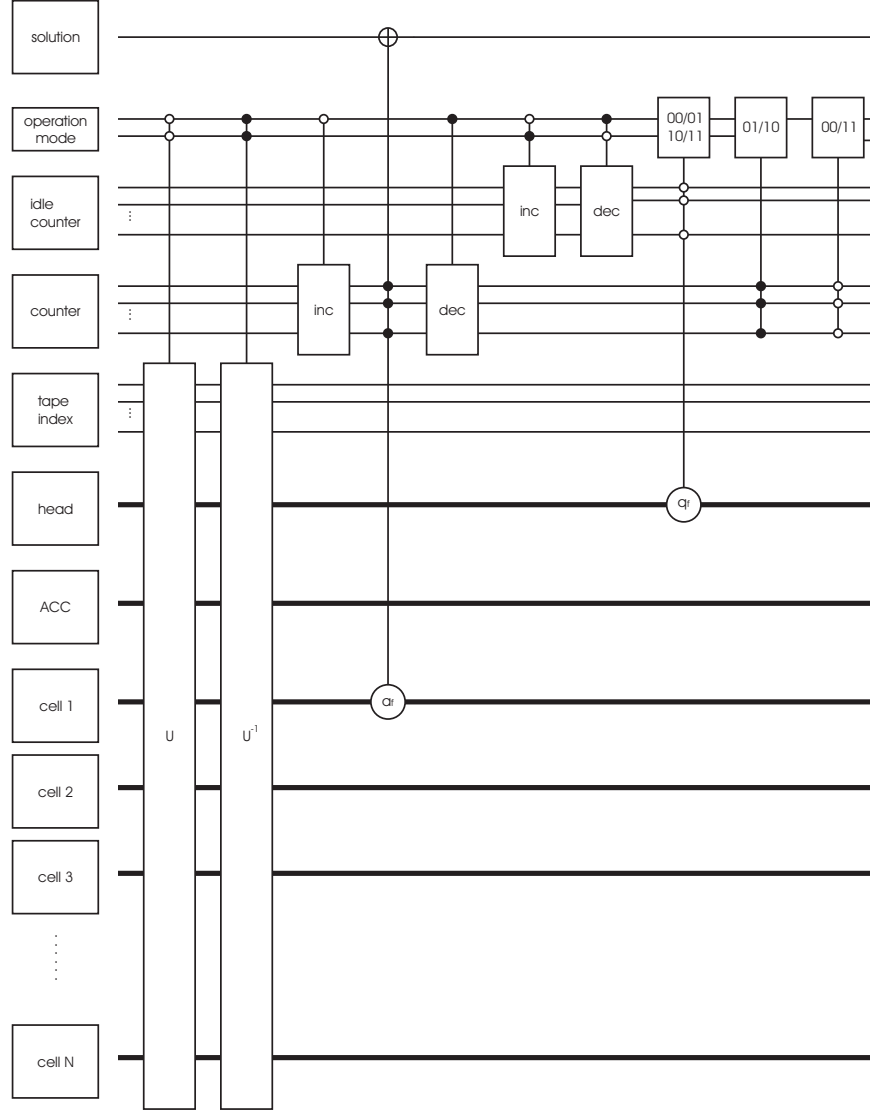 solution
operation
mode
00/01
10/11
01/10
00/11
idle
counter
inc
dec
counter
inc
dec
tape
index
head
qf
ACC
cell 1
af
U
U-1
cell 2
cell 3
cell N